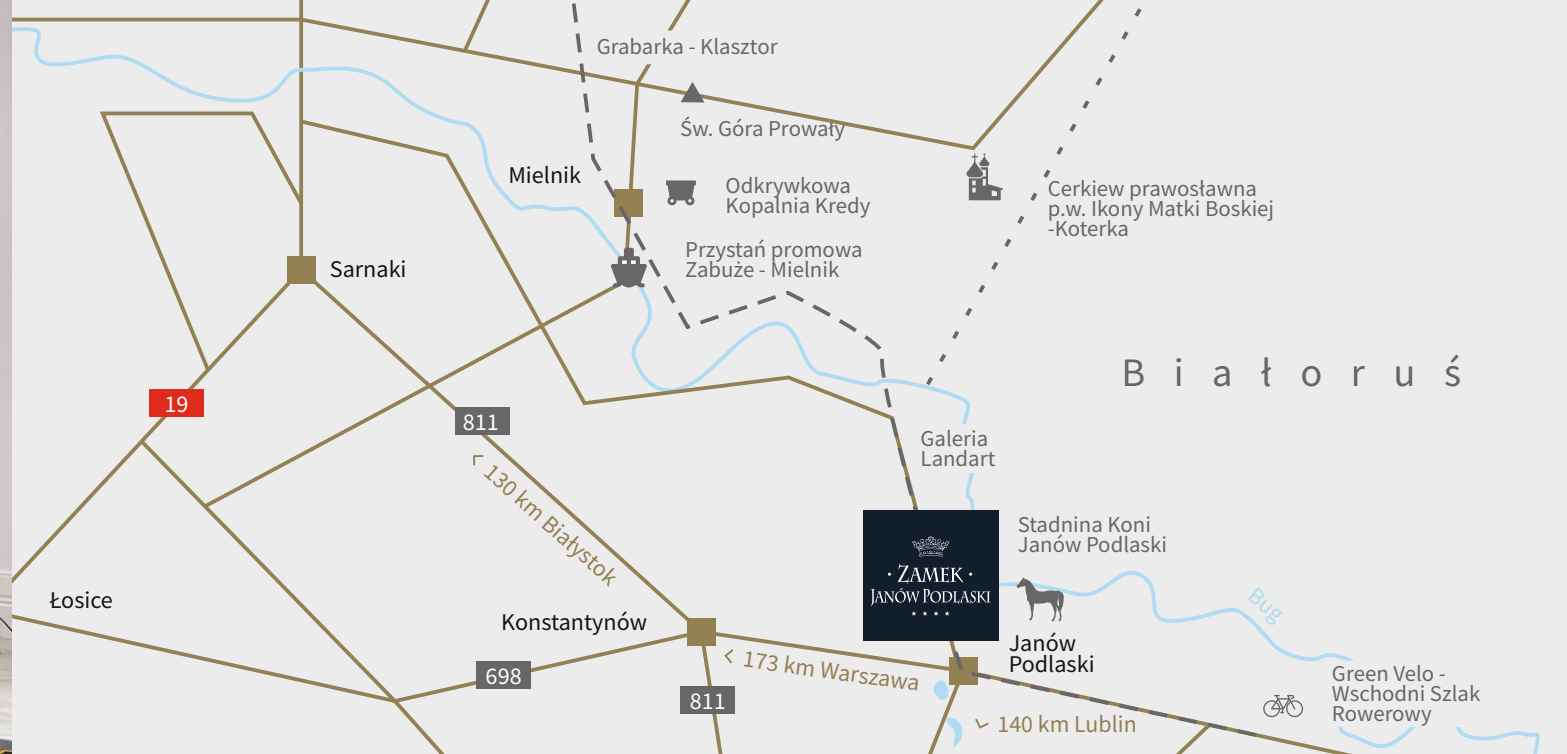 Grabarka - Klasztor
Św. Góra Prowały
Mielnik
Odkrywkowa
Kopalnia Kredy
Cerkiew prawosławna
p.w. Ikony Matki Boskiej
-Koterka
Przystań promowa
Zabuże - Mielnik
Sarnaki
Białoruś
19
811
< 130 km Białystok
Galeria
Landart
Stadnina Koni
Janów Podlaski
· ZAMEK ·
JANÓW PODLASKI
Łosice
Konstantynów
Bug
Janów
Podlaski
< 173 km Warszawa
698
811
Green Velo -
Wschodni Szlak
Rowerowy
< 140 km Lublin